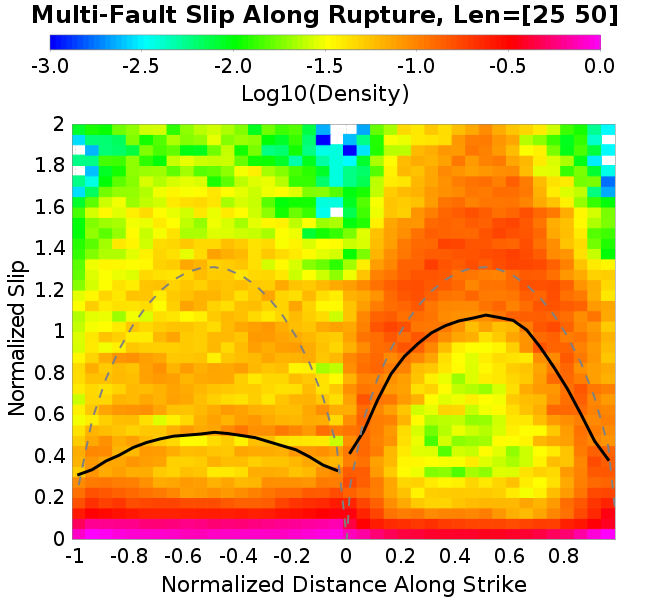 Multi-Fault Slip Along Rupture, Len=[25 50]
-3.0 -2.5 -2.0 -1.5 -1.0 -0.5 0.0
Log10(Density)
2
1.8
1.6
1.4
1.2
1
0.8
0.6
0.4
0.2
0
Normalized Slip
-1 -0.8 -0.6 -0.4 -0.2 0 0.2 0.4 0.6 0.8
Normalized Distance Along Strike